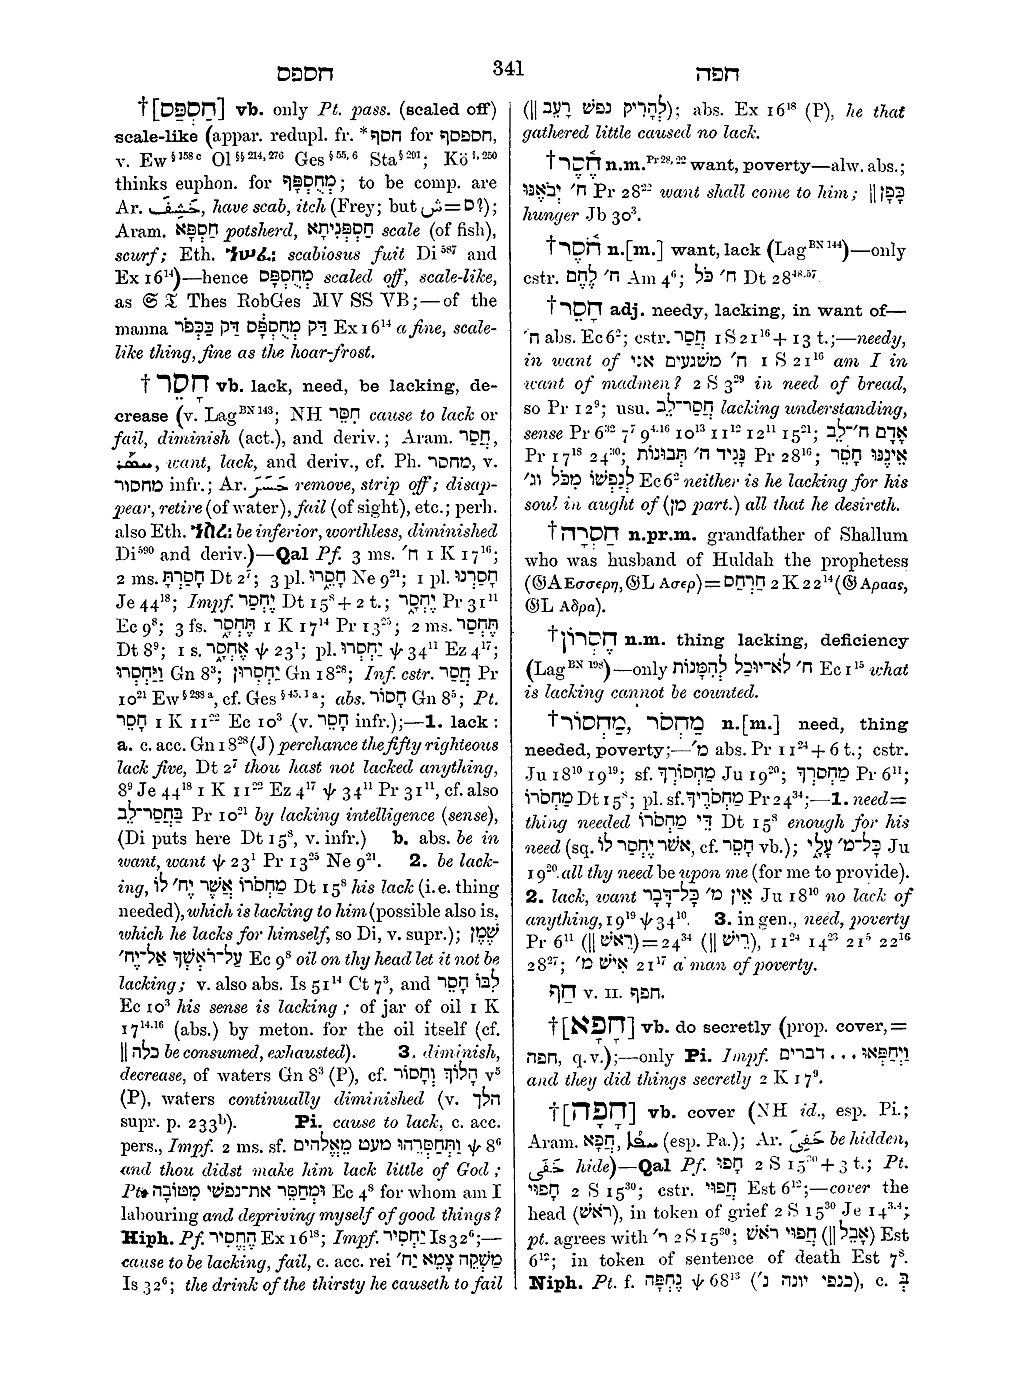 חספס
341
חפה
†[חַסְפַּס] vb. only Pt. pass. (scaled off)
scale-like (appar. redupl. fr. *חסף for חספסף,
v. Ew § 158 c Ol §§ 214, 276 Ges § 55, 6 Sta § 291; Kö i, 250
thinks euphon. for מְחֻסְפָּף; to be comp. are
Ar. have scab, itch (Frey; but ش=ס?);
Aram. חַסְפָּא potsherd, חַסְפְּנִיתָא scale (of fish),
scurf; Eth. scabiosus fuit Di 587 and
Ex 16¹⁴)—hence מְחֻסְפָּס scaled off, scale-like,
as 𝔊 𝔗 Thes RobGes MV SS VB;—of the
manna דַּק מְחֻסְפָּס דַּק כַּכְּפֹר Ex 16¹⁴ a fine, scale-
like thing, fine as the hoar-frost.
†חָסֵר vb. lack, need, be lacking, de-
crease (v. Lag BN 143; NH חִסֵּר cause to lack or
fail, diminish (act.), and deriv.; Aram. חֲסַר,
want, lack, and deriv., cf. Ph. מחסר, v.
מחסור infr.; Ar. remove, strip off; disap-
pear, retire (of water), fail (of sight), etc.; perh.
also Eth. be inferior, worthless, diminished
Di 590 and deriv.)—Qal Pf. 3 ms. ח׳ 1 K 17¹⁶;
2 ms. חָסַרְתָּ Dt 2⁷; 3 pl. חָסֵרוּ Ne 9²¹; 1 pl. חָסַרְנוּ
Je 44¹⁸; Impf. יֶחְסַר Dt 15⁸ + 2 t.; יֶחְסָר Pr 31¹¹
Ec 9⁸; 3 fs. תֶּחְסָר 1 K 17¹⁴ Pr 13²⁵; 2 ms. תֶּחְסַר
Dt 8⁹; 1 s. אֶחְסָר ψ 23¹; pl. יַחְסְרוּ ψ 34¹¹ Ez 4¹⁷;
וַיַּחְסְרוּ Gn 8³; יַחְסְרוּן Gn 18²⁸; Inf. cstr. חֲסַר Pr
10²¹ Ew § 238 a, cf. Ges § 45. 1 a; abs. חָסוֹר Gn 8⁵; Pt.
חָסֵר 1 K 11²² Ec 10³ (v. חָסֵר infr.);—1. lack:
a. c. acc. Gn 18²⁸ (J) perchance the fifty righteous
lack five, Dt 2⁷ thou hast not lacked anything,
8⁹ Je 44¹⁸ 1 K 11²² Ez 4¹⁷ ψ 34¹¹ Pr 31¹¹, cf. also
בַּחֲסַר־לֵב Pr 10²¹ by lacking intelligence (sense),
(Di puts here Dt 15⁸, v. infr.) b. abs. be in
want, want ψ 23¹ Pr 13²⁵ Ne 9²¹. 2. be lack-
ing, מַחְסֹרוֹ אֲשֶׁר יֶח׳ לוֹ Dt 15⁸ his lack (i.e. thing
needed), which is lacking to him (possible also is,
which he lacks for himself, so Di, v. supr.); שֶׁמֶן
עַל־רֹאשְׁךָ אַל־יֶח׳ Ec 9⁸ oil on thy head let it not be
lacking; v. also abs. Is 51¹⁴ Ct 7³, and לִבּוֹ חָסֵר
Ec 10³ his sense is lacking; of jar of oil 1 K
17¹⁴·¹⁶ (abs.) by meton. for the oil itself (cf.
‖ כלה be consumed, exhausted). 3. diminish,
decrease, of waters Gn 8³ (P), cf. הָלוֹךְ וְחָסוֹר v⁵
(P), waters continually diminished (v. הלך
supr. p. 233ᵇ). Pi. cause to lack, c. acc.
pers., Impf. 2 ms. sf. וַתְּחַסְּרֵהוּ מְעַט מֵאֱלֹהִים ψ 8⁶
and thou didst make him lack little of God;
Pt. וּמְחַסֵּר אֶת־נַפְשִׁי מִטּוֹבָה Ec 4⁸ for whom am I
labouring and depriving myself of good things?
Hiph. Pf. הֶחְסִיר Ex 16¹⁸; Impf. יַחְסִיר Is 32⁶;—
cause to be lacking, fail, c. acc. rei מַשְׁקֵה צָמֵא יַח׳
Is 32⁶; the drink of the thirsty he causeth to fail
(‖ לְהָרִיק נֶפֶשׁ רָעֵב); abs. Ex 16¹⁸ (P), he that
gathered little caused no lack.
†חֶסֶר n.m. Pr 28, 22 want, poverty—alw. abs.;
ח׳ יְבֹאֶנּוּ Pr 28²² want shall come to him; ‖ כָּפָן
hunger Jb 30³.
†חֹסֶר n.[m.] want, lack (Lag BN 144)—only
cstr. ח׳ לֶחֶם Am 4⁶; ח׳ כֹּל Dt 28⁴⁸·⁵⁷.
†חָסֵר adj. needy, lacking, in want of—
ח׳ abs. Ec 6²; cstr. חֲסַר 1 S 21¹⁶ + 13 t.;—needy,
in want of ח׳ מְשֻׁגָּעִים אֲנִי 1 S 21¹⁶ am I in
want of madmen? 2 S 3²⁹ in need of bread,
so Pr 12⁹; usu. חֲסַר־לֵב lacking understanding,
sense Pr 6³² 7⁷ 9⁴·¹⁶ 10¹³ 11¹² 12¹¹ 15²¹; אָדָם ח׳־לֵב
Pr 17¹⁸ 24³⁰; נָגִיד ח׳ תְּבוּנוֹת Pr 28¹⁶; אֵינֶנּוּ חָסֵר
לְנַפְשׁוֹ מִכֹּל וג׳ Ec 6² neither is he lacking for his
soul in aught of (מִן part.) all that he desireth.
†חַסְרָה n.pr.m. grandfather of Shallum
who was husband of Huldah the prophetess
(𝔊A Εσσερη, 𝔊L Ασερ) = חַרְחַס 2 K 22¹⁴ (𝔊 Αρaας,
𝔊L Αδρα).
†חֶסְרוֹן n.m. thing lacking, deficiency
(Lag BN 198)—only ח׳ לֹא־יוּכַל לְהִמָּנוֹת Ec 1¹⁵ what
is lacking cannot be counted.
†מַחְסֹר, מַחְסוֹר n.[m.] need, thing
needed, poverty;—מ׳ abs. Pr 11²⁴ + 6 t.; cstr.
Ju 18¹⁰ 19¹⁹; sf. מַחְסוֹרְךָ Ju 19²⁰; מַחְסֹרֶךָ Pr 6¹¹;
מַחְסֹרוֹ Dt 15⁸; pl. sf. מַחְסֹרֶיךָ Pr 24³⁴;—1. need =
thing needed דֵּי מַחְסֹרוֹ Dt 15⁸ enough for his
need (sq. אֲשֶׁר יֶחְסַר לוֹ, cf. חָסֵר vb.); כָּל־מ׳ עָלָי Ju
19²⁰ all thy need be upon me (for me to provide).
2. lack, want אֵין מ׳ כָּל־דָּבָר Ju 18¹⁰ no lack of
anything, 19¹⁹ ψ 34¹⁰. 3. in gen., need, poverty
Pr 6¹¹ (‖ רֵאשׁ) = 24³⁴ (‖ רֵישׁ), 11²⁴ 14²³ 21⁵ 22¹⁶
28²⁷; אִישׁ מ׳ 21¹⁷ a man of poverty.
חַף v. II. חפף.
†[חָפָא] vb. do secretly (prop. cover, =
חפה, q.v.);—only Pi. Impf. וַיְחַפְּאוּ ... דברים
and they did things secretly 2 K 17⁹.
†[חָפָה] vb. cover (NH id., esp. Pi.;
Aram. חֲפָא, (esp. Pa.); Ar. be hidden,
hide)—Qal Pf. חָפוּ 2 S 15³⁰ + 3 t.; Pt.
חָפוּי 2 S 15³⁰; cstr. חֲפוּי Est 6¹²;—cover the
head (ראשׁ), in token of grief 2 S 15³⁰ Je 14³·⁴;
pt. agrees with ר׳ 2 S 15³⁰; חֲפוּי רֹאשׁ (‖ אָבֵל) Est
6¹²; in token of sentence of death Est 7⁸.
Niph. Pt. f. נֶחְפָּה ψ 68¹³ (כנפי יונה נ׳), c. בְּ